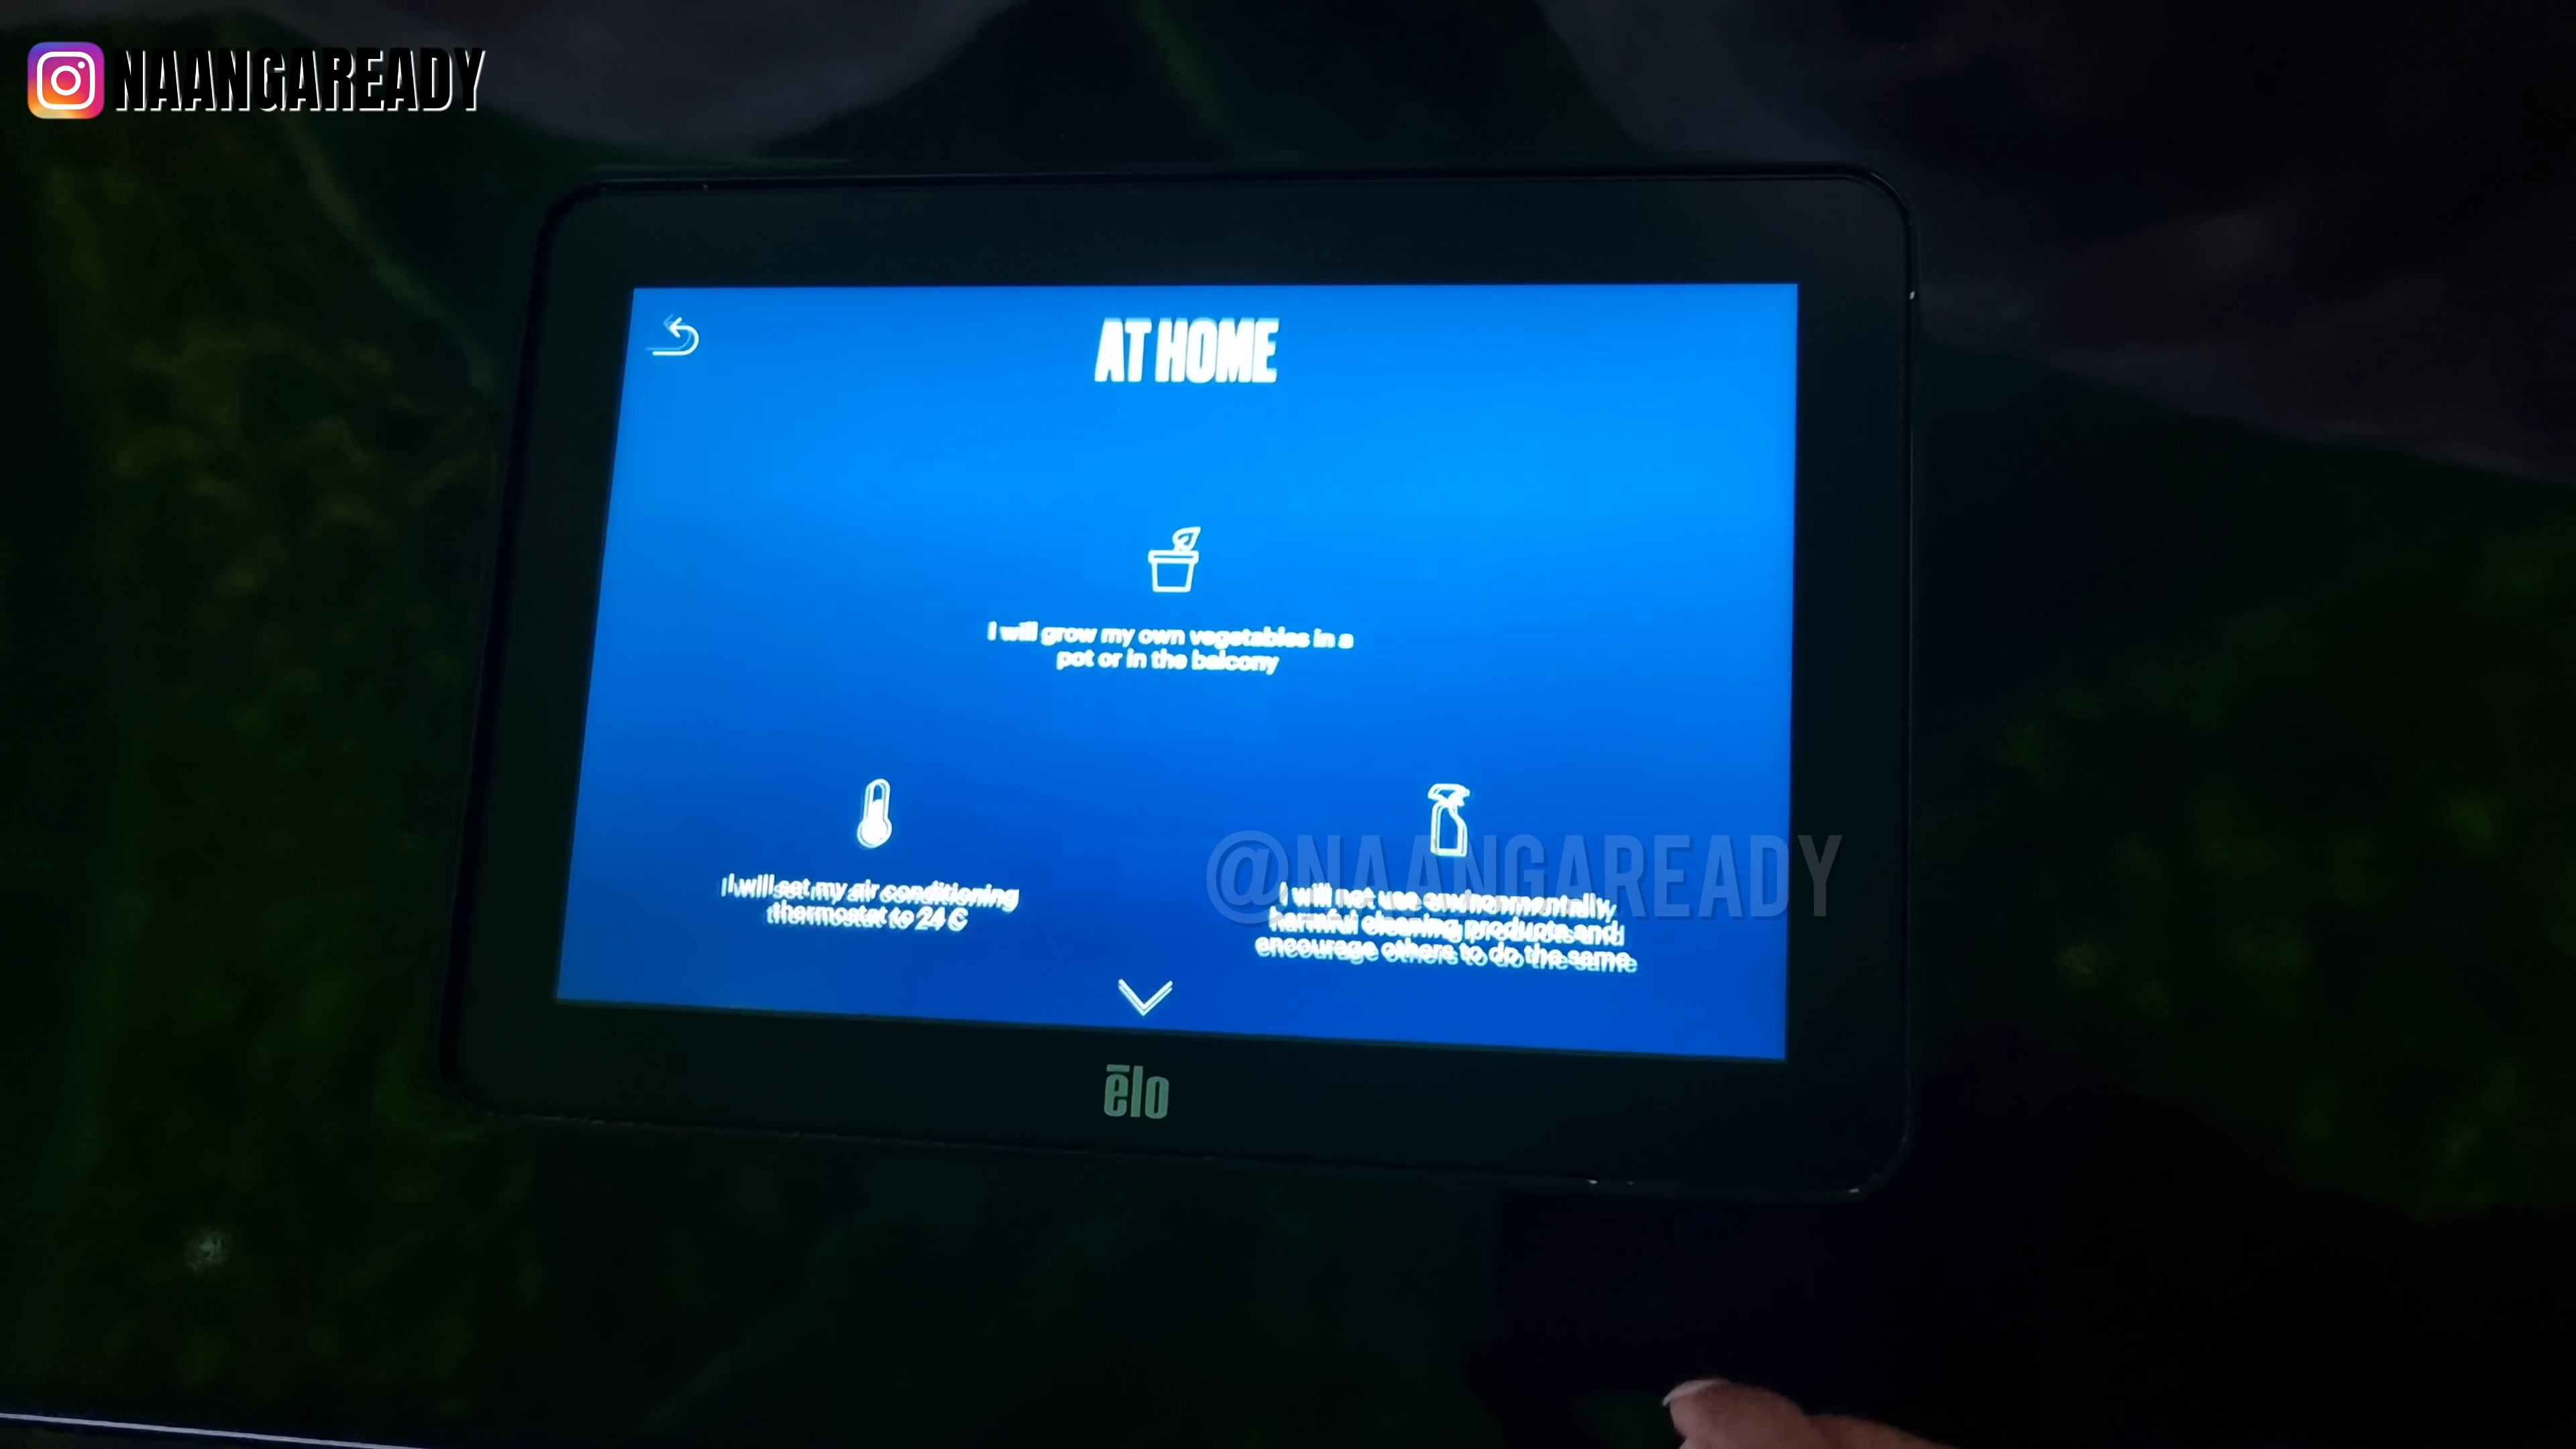 NAANGAREADY
AT HOME
I will grow my own vegetables in a
pot or in the balcony
I will set my air conditioning
thermostat to 24 C
I will not use environmentally
harmful cleaning products and
encourage others to do the same
@NAANGAREADY
ēlo